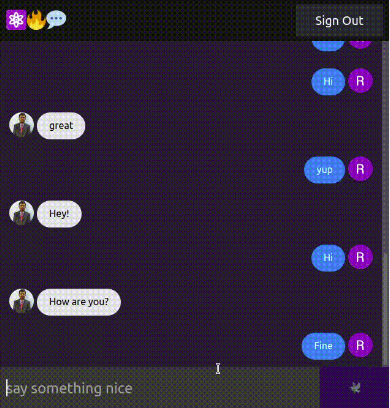 Sign Out
R
Hi R
great
yup R
Hey!
Hi R
How are you?
Fine R
say something nice